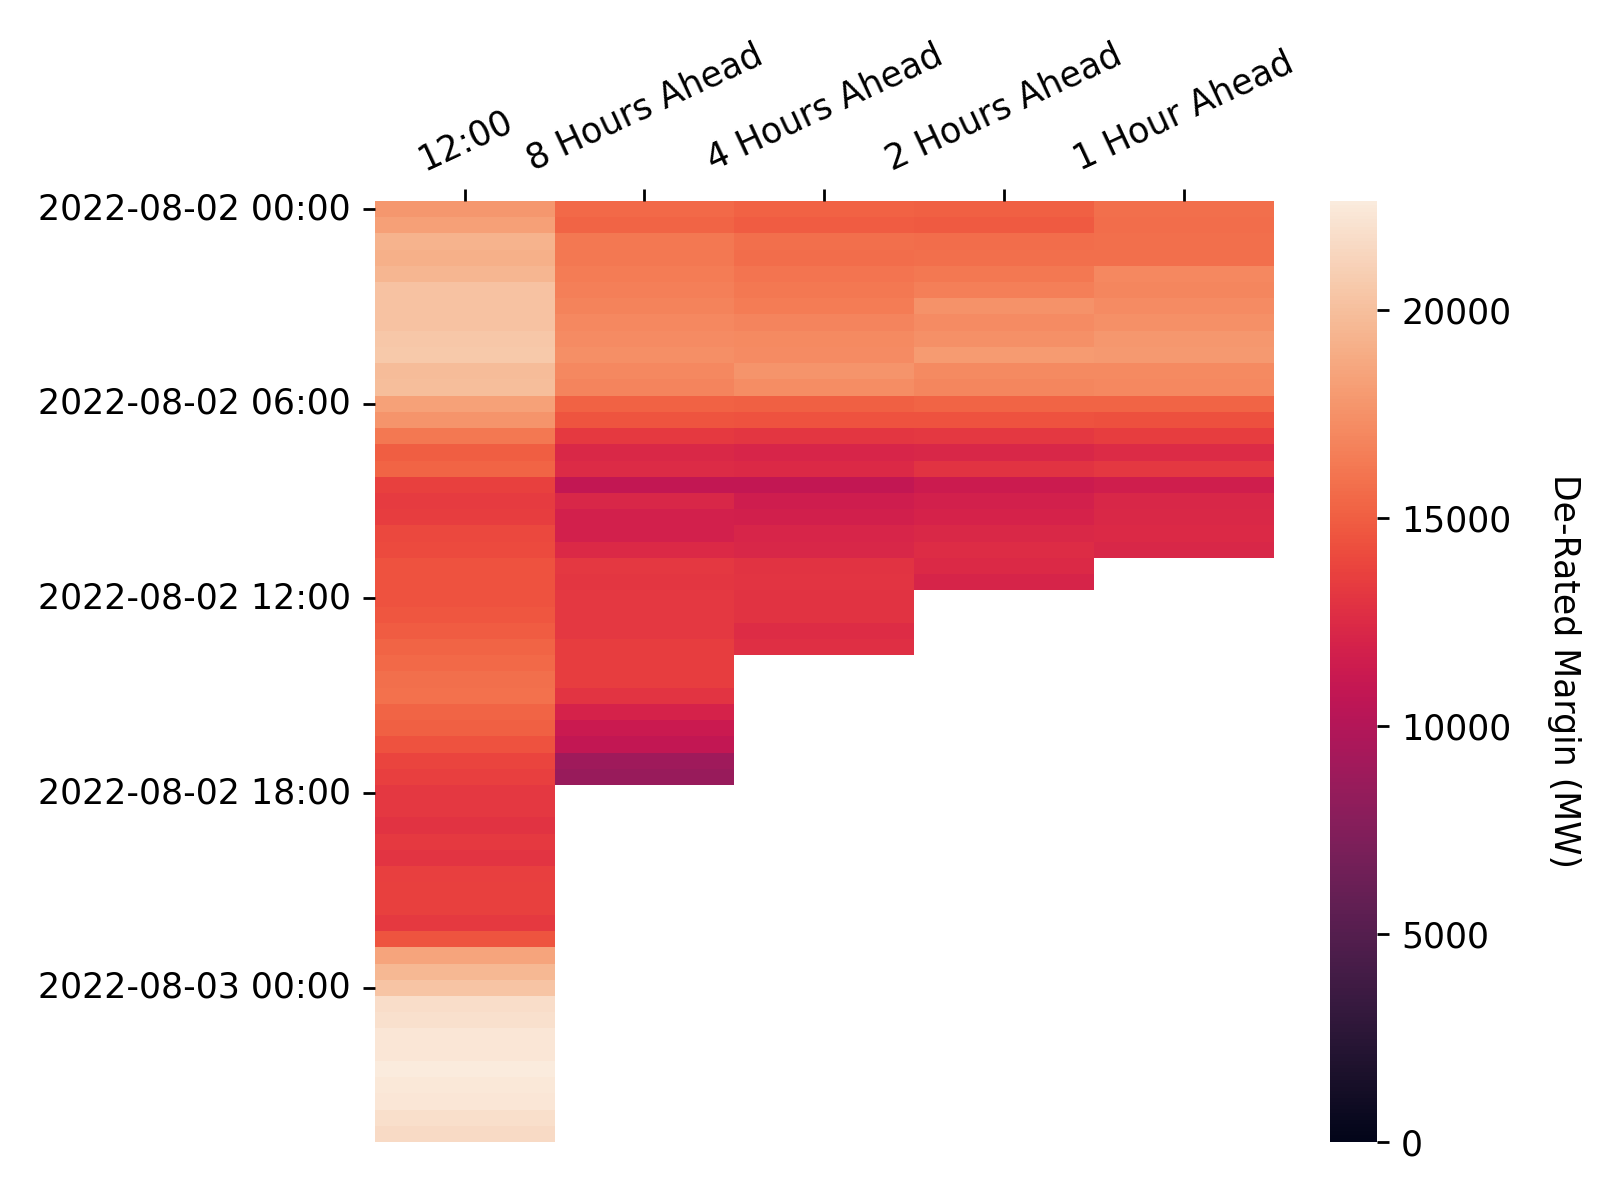 12:00
8 Hours Ahead
4 Hours Ahead
2 Hours Ahead
1 Hour Ahead
2022-08-02 00:00
2022-08-02 06:00
2022-08-02 12:00
2022-08-02 18:00
2022-08-03 00:00
20000
15000
10000
5000
0
De-Rated Margin (MW)